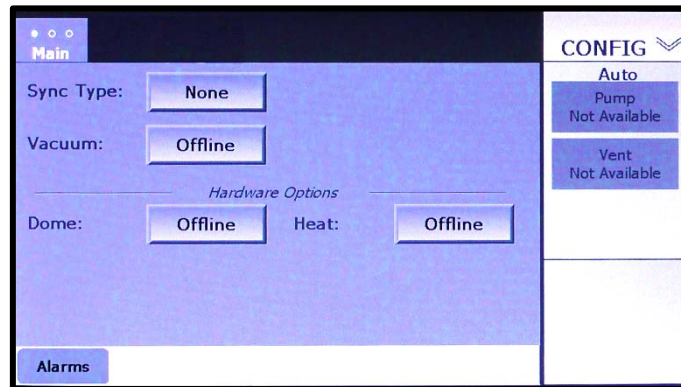 Main
CONFIG
Auto
Sync Type: None
Pump
Not Available
Vacuum: Offline
Vent
Not Available
Hardware Options
Dome: Offline Heat: Offline
Alarms